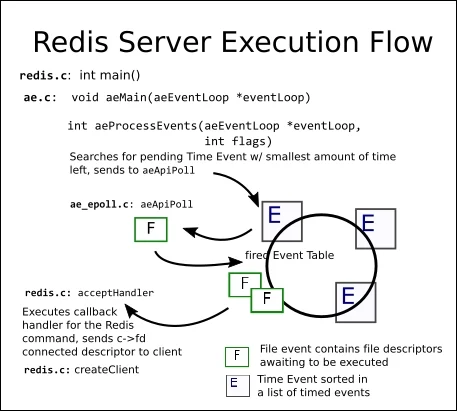 Redis Server Execution Flow
redis.c: int main()
ae.c: void aeMain(aeEventLoop *eventLoop)
int aeProcessEvents(aeEventLoop *eventLoop,
int flags)
Searches for pending Time Event w/ smallest amount of time
left, sends to aeApiPoll
ae_epoll.c: aeApiPoll
E
E
F
fired Event Table
F
F
E
redis.c: acceptHandler
Executes callback
handler for the Redis
command, sends c->fd
connected descriptor to client
redis.c: createClient
F File event contains file descriptors
awaiting to be executed
E Time Event sorted in
a list of timed events